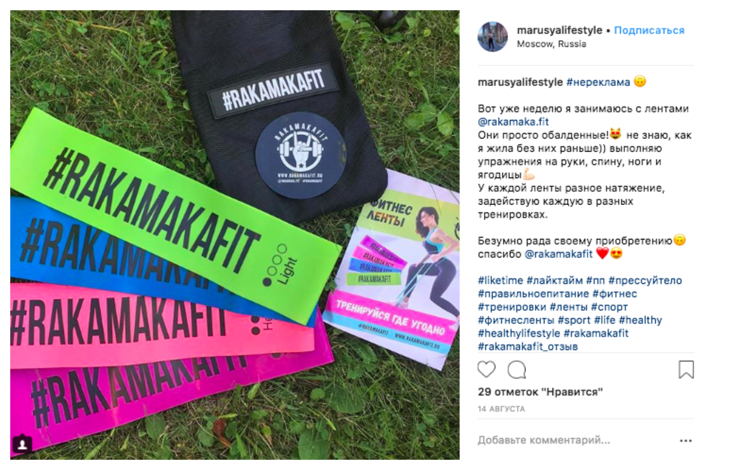 #RAKAMAKAFIT
RAKAMAKAFIT
WWW.RAKAMAKAFIT.RU
#RAKAMAKAFIT
Light
#RAKAMAKAFIT
#RAKAMAKAFIT
#RAKAMAKAFIT
ФИТНЕС
ЛЕНТЫ
ТРЕНИРУЙСЯ ГДЕ УГОДНО
#RAKAMAKAFIT WWW.RAKAMAKAFIT.RU
marusyalifestyle • Подписаться
Moscow, Russia
marusyalifestyle #нереклама 🙃
Вот уже неделю я занимаюсь с лентами
@rakamaka.fit
Они просто обалденные!😻 не знаю, как
я жила без них раньше)) выполняю
упражнения на руки, спину, ноги и
ягодицы💪🏻
У каждой ленты разное натяжение,
задействую каждую в разных
тренировках.
Безумно рада своему приобретению🙃
спасибо @rakamakafit ❤️😍
#liketime #лайктайм #пп #прессуйтело
#правильноепитание #фитнес
#тренировки #ленты #спорт
#фитнесленты #sport #life #healthy
#healthylifestyle #rakamakafit
#rakamakafit_отзыв
29 отметок "Нравится"
14 АВГУСТА
Добавьте комментарий...